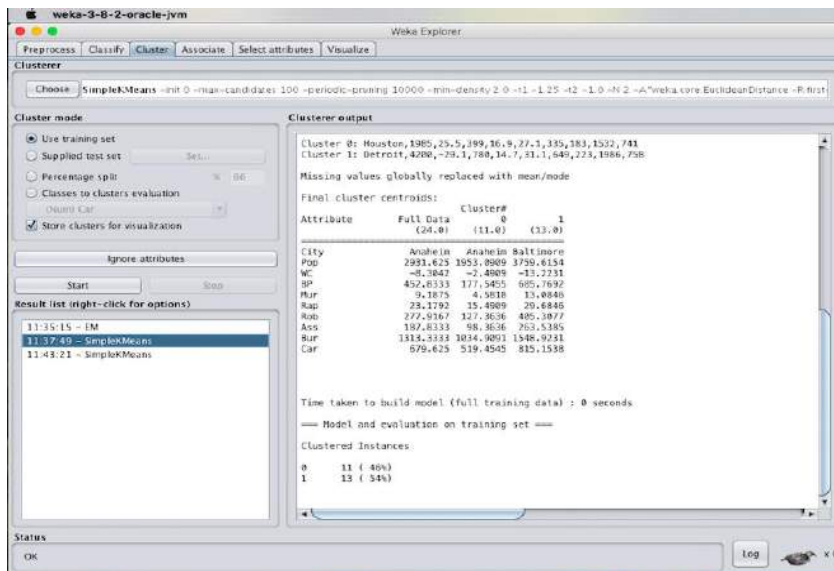 weka-3-8-2-oracle-jvm
Weka Explorer
Preprocess Classify Cluster Associate Select attributes Visualize
Clusterer
Choose SimpleKMeans -init 0 -max-candidates 100 -periodic-pruning 10000 -min-density 2.0 -t1 -1.25 -t2 -1.0 -N 2 -A "weka.core.EuclideanDistance -R first-
Cluster mode
Use training set
Supplied test set Set...
Percentage split % 66
Classes to clusters evaluation
(Num) Car
Store clusters for visualization
Ignore attributes
Start Stop
Result list (right-click for options)
11:35:15 - EM
11:37:49 - SimpleKMeans
11:43:21 - SimpleKMeans
Clusterer output
Cluster 0: Houston,1985,25.5,399,16.9,27.1,335,183,1532,741
Cluster 1: Detroit,4200,-29.1,780,14.7,31.1,649,223,1986,758
Missing values globally replaced with mean/mode
Final cluster centroids:
Cluster#
Attribute Full Data 0 1
(24.0) (11.0) (13.0)
City Anaheim Anaheim Baltimore
Pop 2931.625 1953.0909 3759.6154
WC -8.3042 -2.4909 -13.2231
BP 452.8333 177.5455 685.7692
Mur 9.1875 4.5818 13.0846
Rap 23.1792 15.4909 29.6846
Rob 277.9167 127.3636 405.3077
Ass 187.8333 98.3636 263.5385
Bur 1313.3333 1034.9091 1548.9231
Car 679.625 519.4545 815.1538
Time taken to build model (full training data) : 0 seconds
=== Model and evaluation on training set ===
Clustered Instances
0 11 ( 46%)
1 13 ( 54%)
Status
OK
Log
x